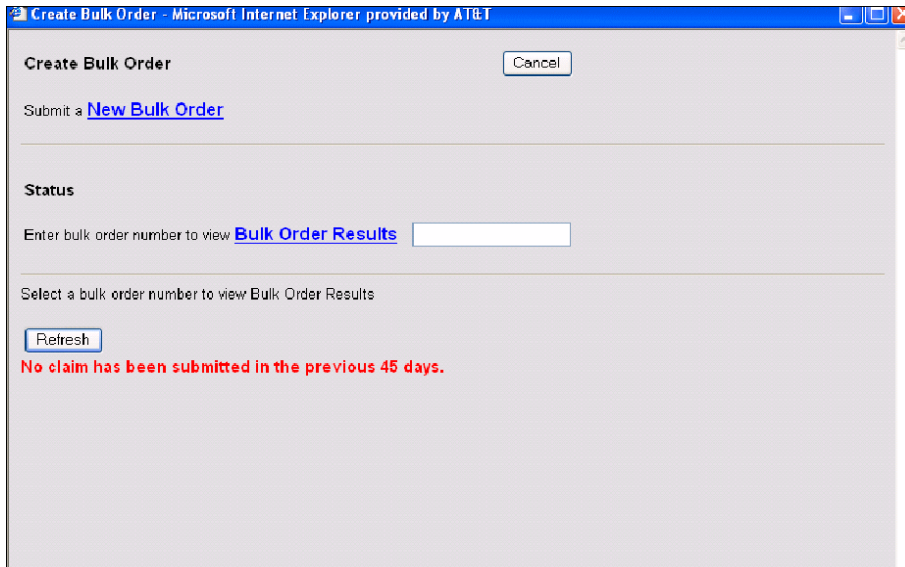 Create Bulk Order - Microsoft Internet Explorer provided by AT&T
Create Bulk Order Cancel
Submit a New Bulk Order
Status
Enter bulk order number to view Bulk Order Results
Select a bulk order number to view Bulk Order Results
Refresh
No claim has been submitted in the previous 45 days.